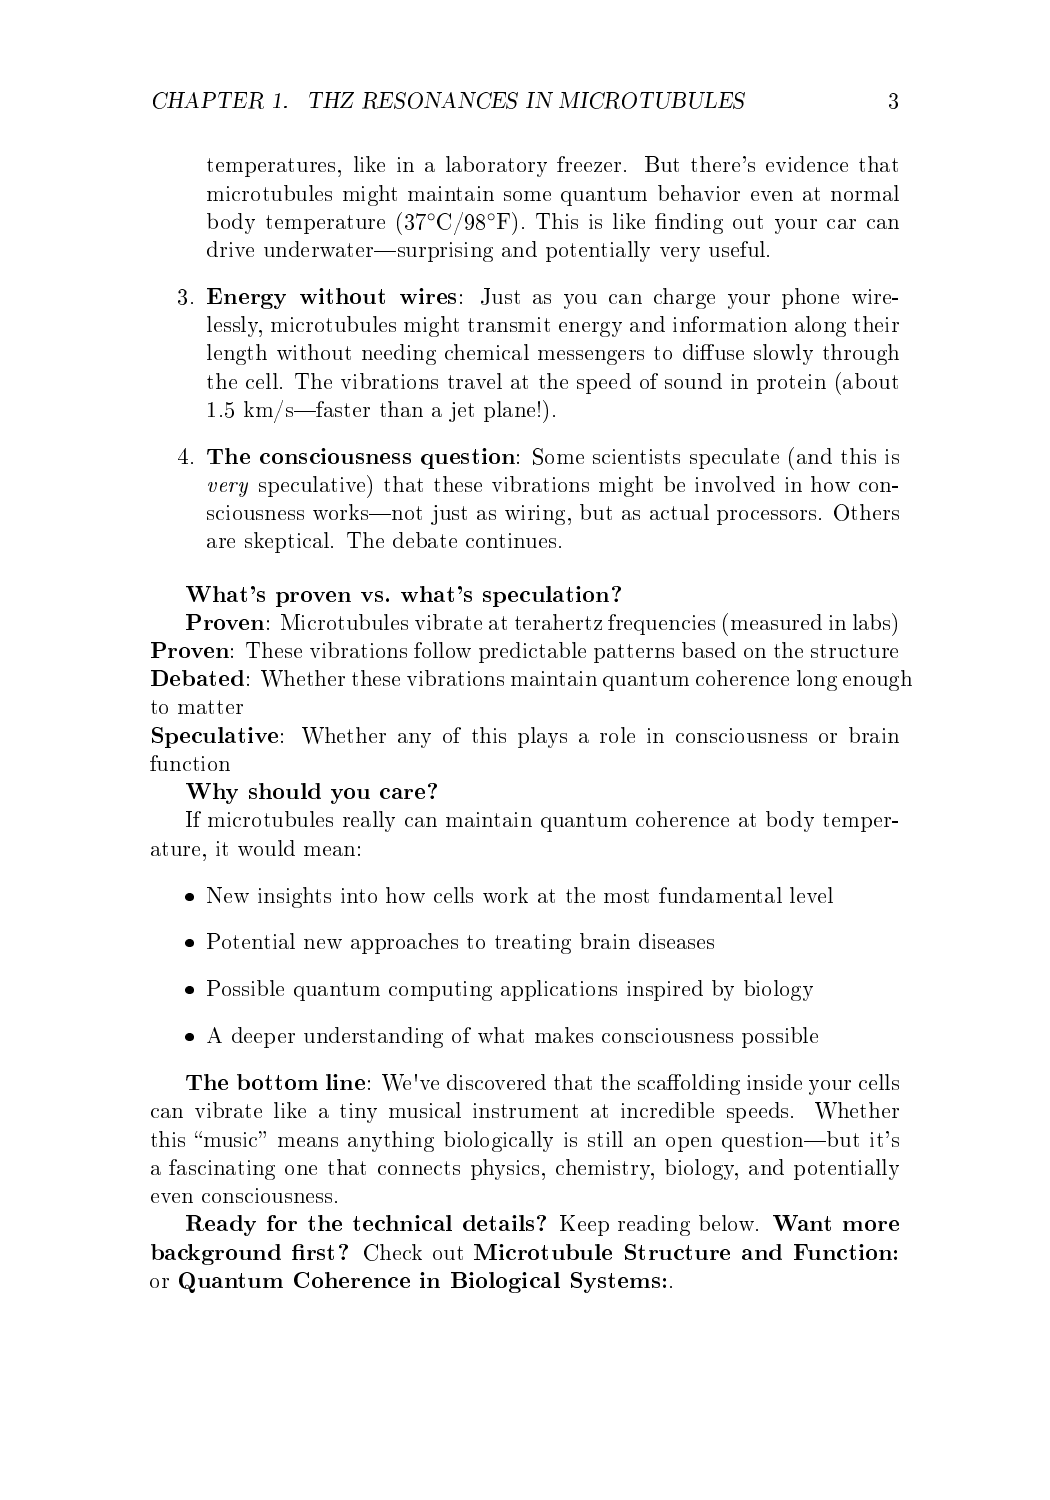 CHAPTER 1. THZ RESONANCES IN MICROTUBULES 3
temperatures, like in a laboratory freezer. But there's evidence that
microtubules might maintain some quantum behavior even at normal
body temperature (37°C/98°F). This is like finding out your car can
drive underwater—surprising and potentially very useful.
3. Energy without wires: Just as you can charge your phone wire-
lessly, microtubules might transmit energy and information along their
length without needing chemical messengers to diffuse slowly through
the cell. The vibrations travel at the speed of sound in protein (about
1.5 km/s—faster than a jet plane!).
4. The consciousness question: Some scientists speculate (and this is
very speculative) that these vibrations might be involved in how con-
sciousness works—not just as wiring, but as actual processors. Others
are skeptical. The debate continues.
What's proven vs. what's speculation?
Proven: Microtubules vibrate at terahertz frequencies (measured in labs)
Proven: These vibrations follow predictable patterns based on the structure
Debated: Whether these vibrations maintain quantum coherence long enough
to matter
Speculative: Whether any of this plays a role in consciousness or brain
function
Why should you care?
If microtubules really can maintain quantum coherence at body temper-
ature, it would mean:
• New insights into how cells work at the most fundamental level
• Potential new approaches to treating brain diseases
• Possible quantum computing applications inspired by biology
• A deeper understanding of what makes consciousness possible
The bottom line: We've discovered that the scaffolding inside your cells
can vibrate like a tiny musical instrument at incredible speeds. Whether
this “music” means anything biologically is still an open question—but it's
a fascinating one that connects physics, chemistry, biology, and potentially
even consciousness.
Ready for the technical details? Keep reading below. Want more
background first? Check out Microtubule Structure and Function:
or Quantum Coherence in Biological Systems:.